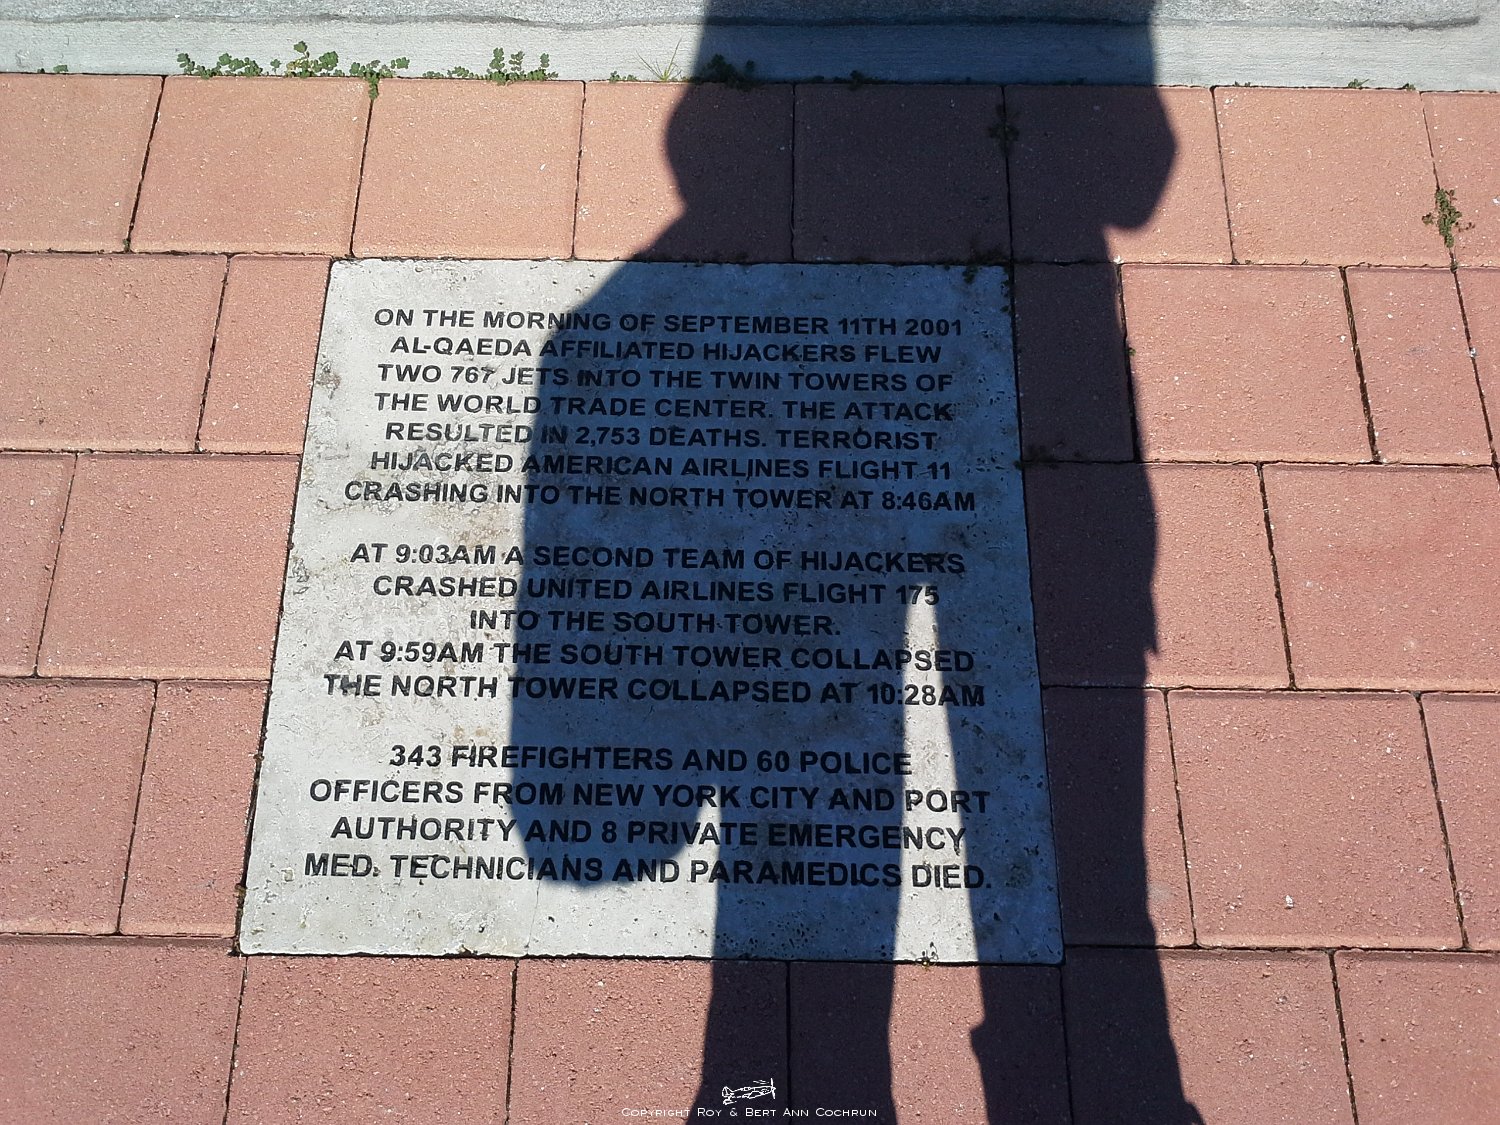 ON THE MORNING OF SEPTEMBER 11TH 2001
AL-QAEDA AFFILIATED HIJACKERS FLEW
TWO 767 JETS INTO THE TWIN TOWERS OF
THE WORLD TRADE CENTER. THE ATTACK
RESULTED IN 2,753 DEATHS. TERRORIST
HIJACKED AMERICAN AIRLINES FLIGHT 11
CRASHING INTO THE NORTH TOWER AT 8:46AM
AT 9:03AM A SECOND TEAM OF HIJACKERS
CRASHED UNITED AIRLINES FLIGHT 175
INTO THE SOUTH TOWER.
AT 9:59AM THE SOUTH TOWER COLLAPSED
THE NORTH TOWER COLLAPSED AT 10:28AM
343 FIREFIGHTERS AND 60 POLICE
OFFICERS FROM NEW YORK CITY AND PORT
AUTHORITY AND 8 PRIVATE EMERGENCY
MED. TECHNICIANS AND PARAMEDICS DIED.
Copyright Roy & Bert Ann Cochrun